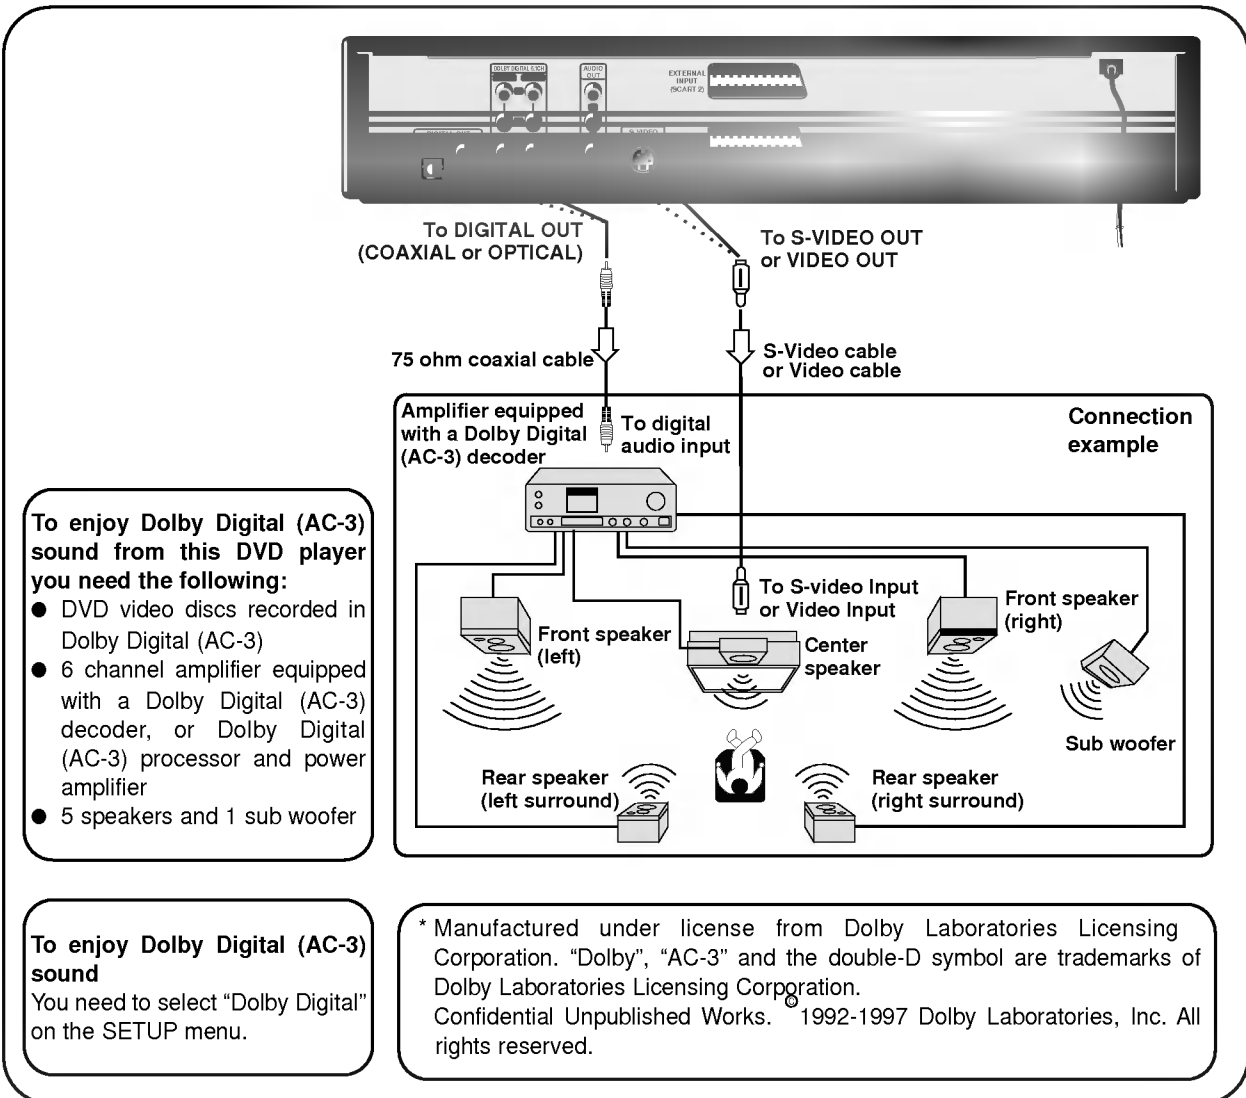 DOLBY DIGITAL 5.1CH
AUDIO
OUT
EXTERNAL
INPUT
(SCART 2)
DIGITAL OUT
S-VIDEO
To DIGITAL OUT
(COAXIAL or OPTICAL)
To S-VIDEO OUT
or VIDEO OUT
75 ohm coaxial cable
S-Video cable
or Video cable
Amplifier equipped
with a Dolby Digital
(AC-3) decoder
To digital
audio input
Connection
example
To S-video Input
or Video Input
Front speaker
(left)
Center
speaker
Front speaker
(right)
Sub woofer
Rear speaker
(left surround)
Rear speaker
(right surround)
To enjoy Dolby Digital (AC-3)
sound from this DVD player
you need the following:
● DVD video discs recorded in
Dolby Digital (AC-3)
● 6 channel amplifier equipped
with a Dolby Digital (AC-3)
decoder, or Dolby Digital
(AC-3) processor and power
amplifier
● 5 speakers and 1 sub woofer
To enjoy Dolby Digital (AC-3)
sound
You need to select “Dolby Digital”
on the SETUP menu.
* Manufactured under license from Dolby Laboratories Licensing
Corporation. “Dolby”, “AC-3” and the double-D symbol are trademarks of
Dolby Laboratories Licensing Corporation.
Confidential Unpublished Works. ©1992-1997 Dolby Laboratories, Inc. All
rights reserved.